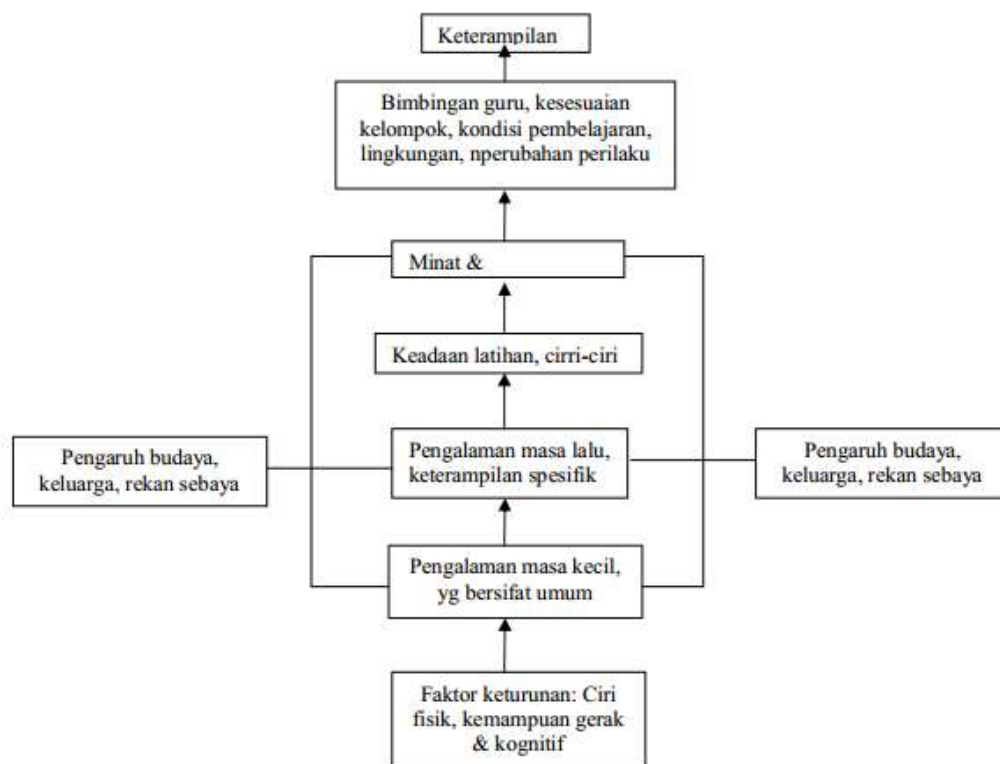 Keterampilan
Bimbingan guru, kesesuaian
kelompok, kondisi pembelajaran,
lingkungan, nperubahan perilaku
Minat &
Keadaan latihan, cirri-ciri
Pengaruh budaya,
keluarga, rekan sebaya
Pengalaman masa lalu,
keterampilan spesifik
Pengaruh budaya,
keluarga, rekan sebaya
Pengalaman masa kecil,
yg bersifat umum
Faktor keturunan: Ciri
fisik, kemampuan gerak
& kognitif